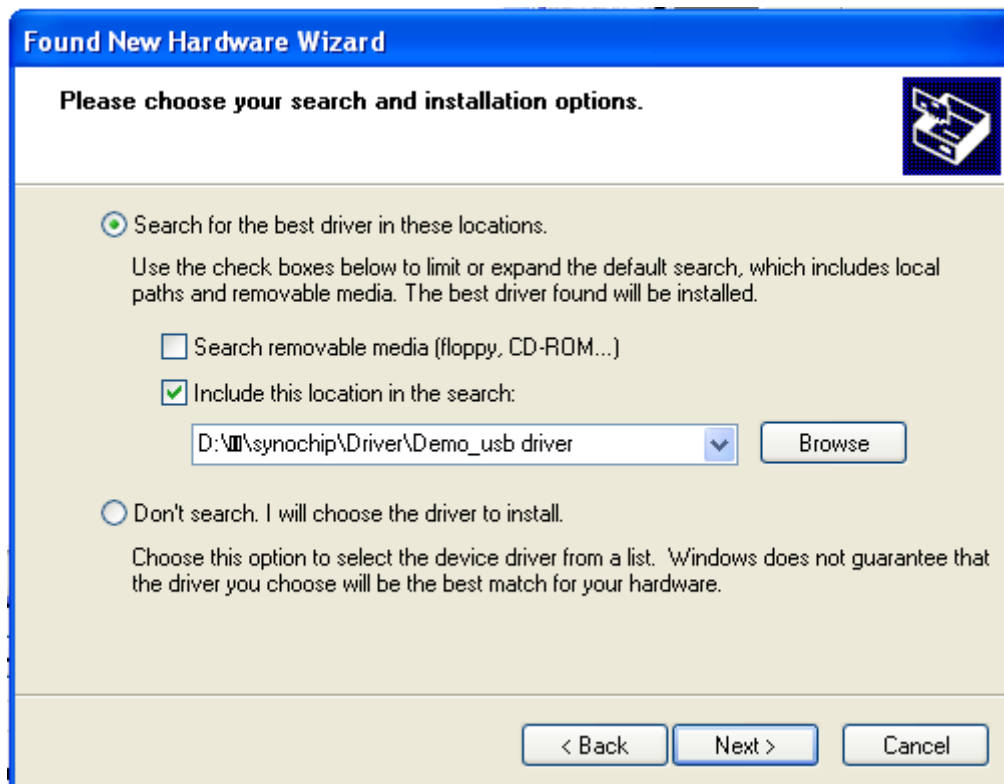 Found New Hardware Wizard
Please choose your search and installation options.
Search for the best driver in these locations.
Use the check boxes below to limit or expand the default search, which includes local
paths and removable media. The best driver found will be installed.
Search removable media (floppy, CD-ROM...)
Include this location in the search:
D:\\synochip\Driver\Demo_usb driver
Browse
Don't search. I will choose the driver to install.
Choose this option to select the device driver from a list. Windows does not guarantee that
the driver you choose will be the best match for your hardware.
< Back
Next >
Cancel